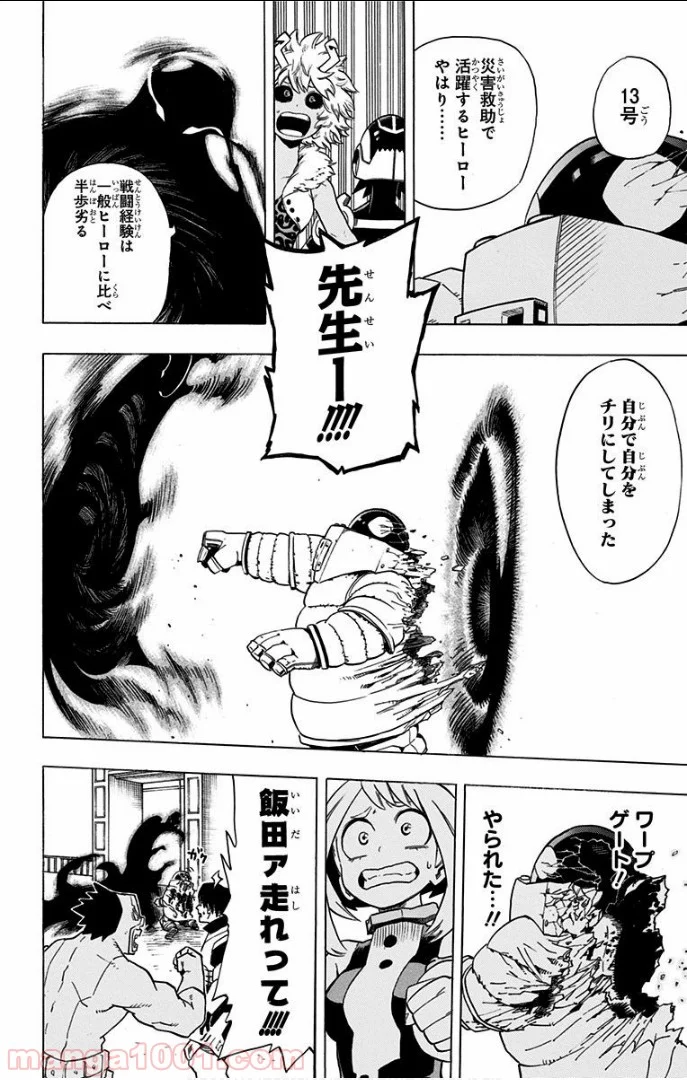 13号
災害救助で
活躍するヒーロー
やはり……
戦闘経験は
一般ヒーローに比べ
半歩劣る
先生ー!!!!
自分で自分を
チリにしてしまった
ワープ
ゲート!
やられた…!!
飯田ァ走れって!!!!
ガク
manga1001.com